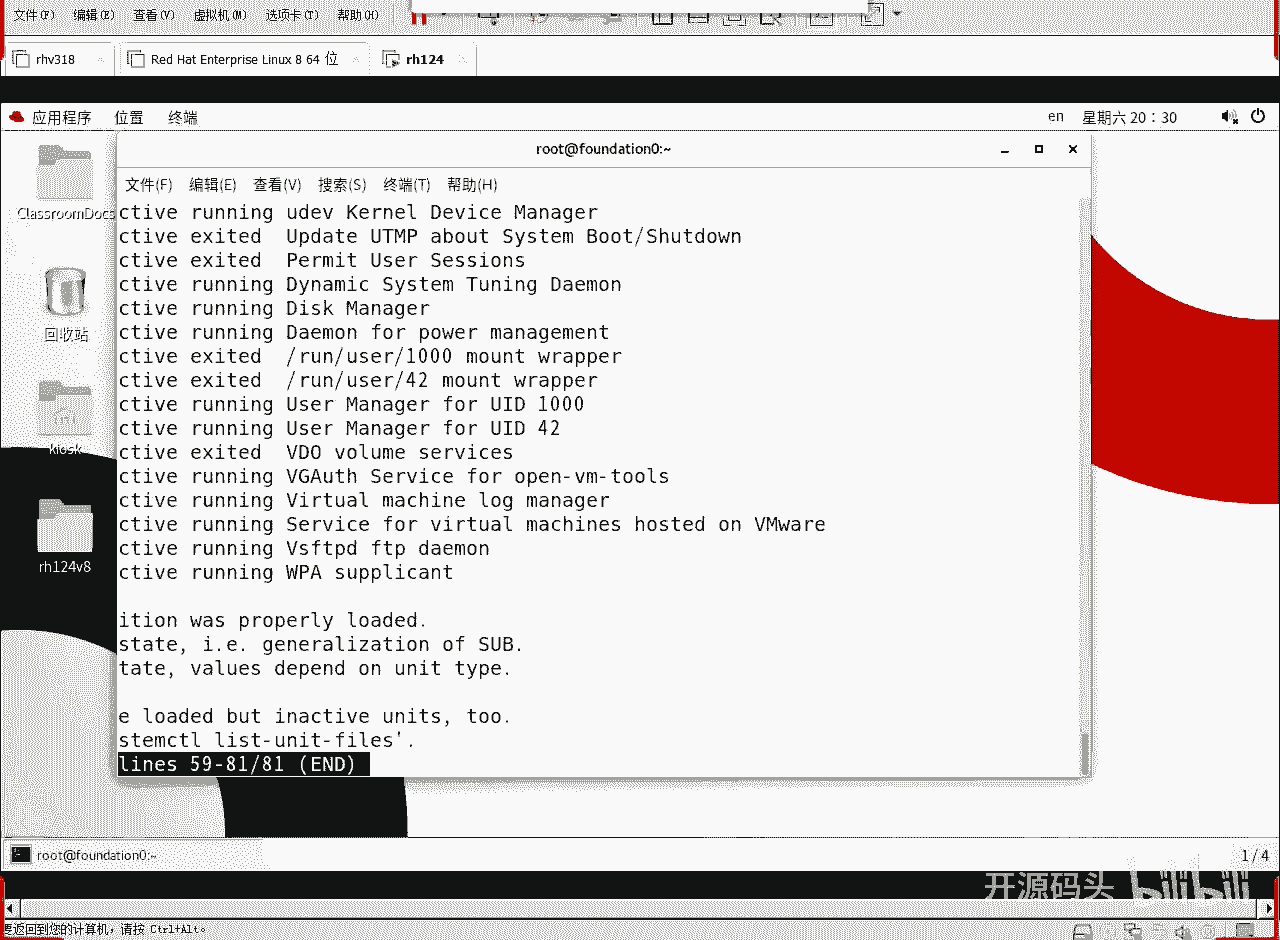 文件(F) 编辑(E) 查看(V) 虚拟机(M) 选项卡(T) 帮助(H)
rhv318 Red Hat Enterprise Linux 8 64 位 rh124
应用程序 位置 终端 en 星期六 20：30
root@foundation0:~
文件(F) 编辑(E) 查看(V) 搜索(S) 终端(T) 帮助(H)
ClassroomDocs
回收站
kiosk
rh124v8
ctive running udev Kernel Device Manager
ctive exited Update UTMP about System Boot/Shutdown
ctive exited Permit User Sessions
ctive running Dynamic System Tuning Daemon
ctive running Disk Manager
ctive running Daemon for power management
ctive exited /run/user/1000 mount wrapper
ctive exited /run/user/42 mount wrapper
ctive running User Manager for UID 1000
ctive running User Manager for UID 42
ctive exited VDO volume services
ctive running VGAuth Service for open-vm-tools
ctive running Virtual machine log manager
ctive running Service for virtual machines hosted on VMware
ctive running Vsftpd ftp daemon
ctive running WPA supplicant
ition was properly loaded.
state, i.e. generalization of SUB.
tate, values depend on unit type.
e loaded but inactive units, too.
stemctl list-unit-files'.
lines 59-81/81 (END)
root@foundation0:~ 1/4
开源码头 bilibili
要返回到您的计算机，请按 Ctrl+Alt。